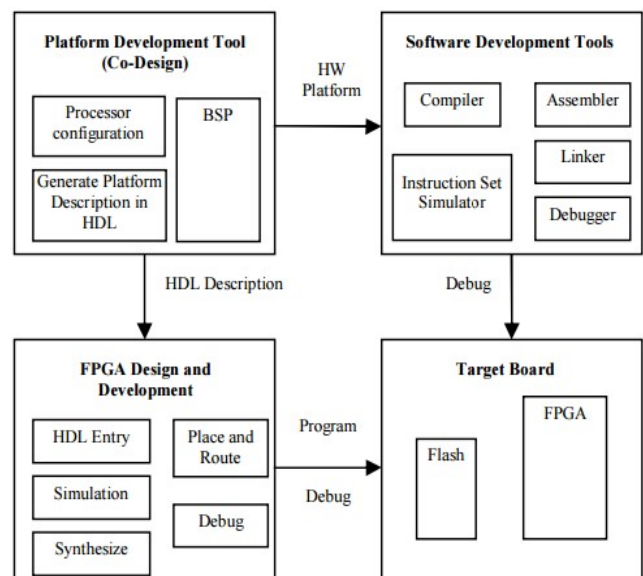 Platform Development Tool
(Co-Design)
Processor
configuration
Generate Platform
Description in
HDL
BSP
HW
Platform
Software Development Tools
Compiler
Assembler
Instruction Set
Simulator
Linker
Debugger
HDL Description
Debug
FPGA Design and
Development
HDL Entry
Simulation
Synthesize
Place and
Route
Debug
Program
Debug
Target Board
Flash
FPGA